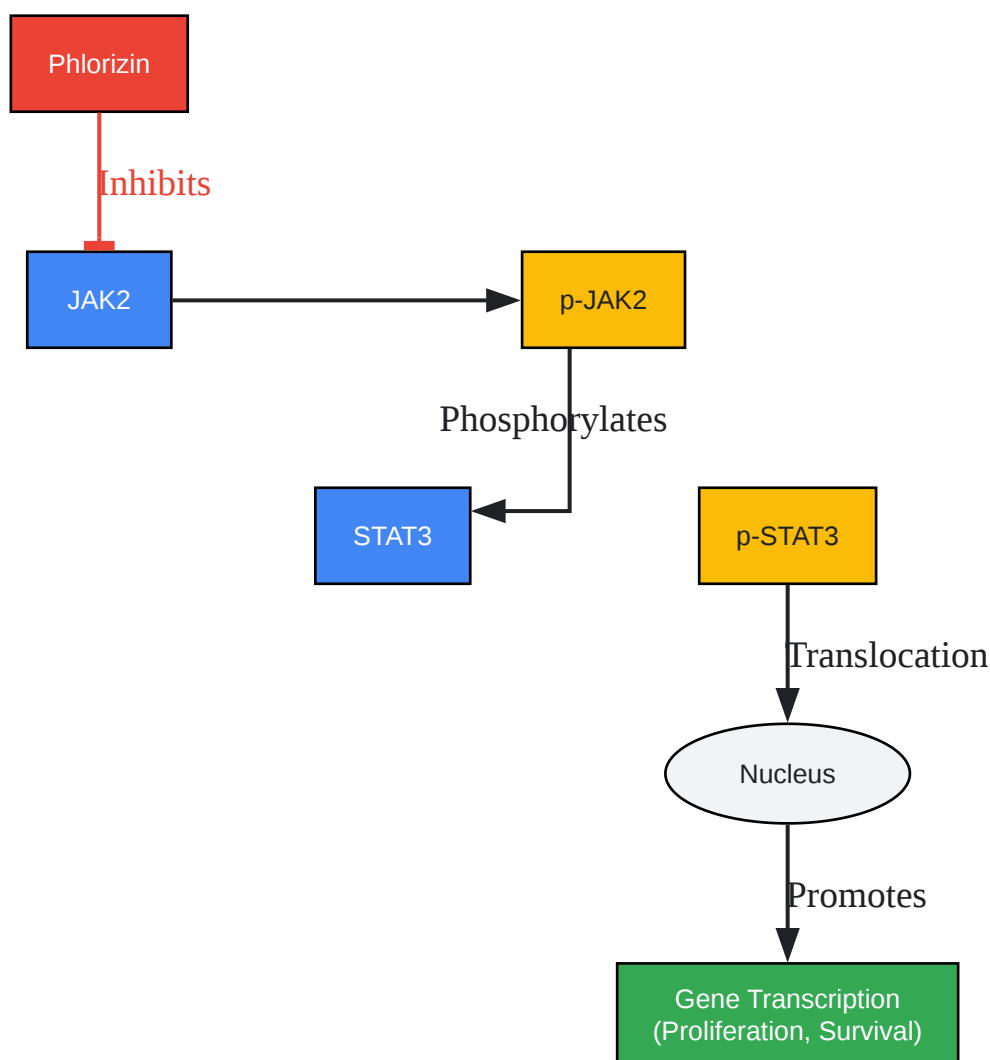 Phlorizin
Inhibits
JAK2
p-JAK2
Phosphorylates
STAT3
p-STAT3
Translocation
Nucleus
Promotes
Gene Transcription
(Proliferation, Survival)